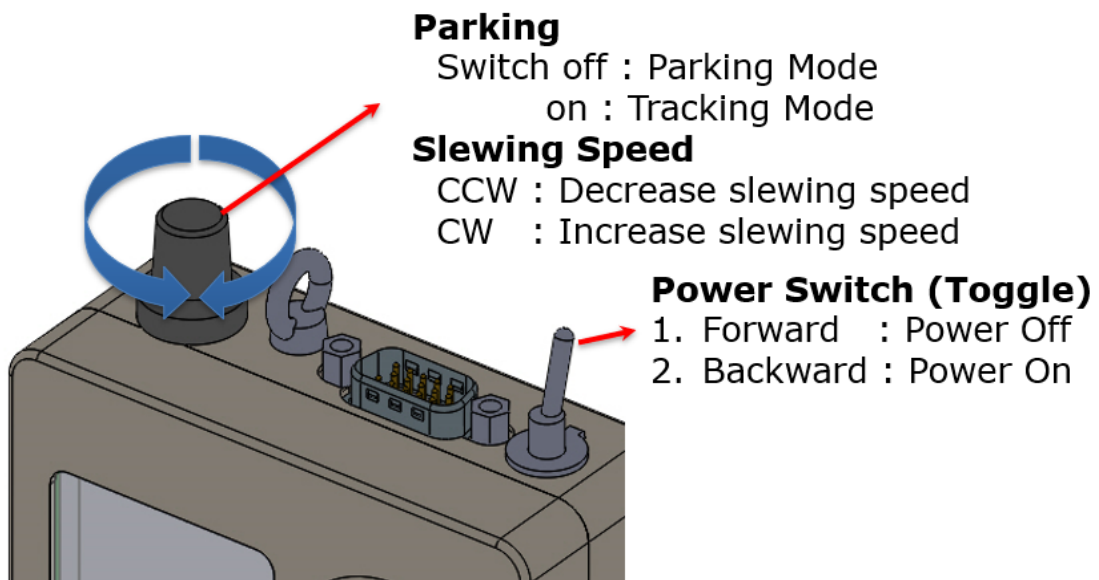 Parking
Switch off : Parking Mode
on : Tracking Mode
Slewing Speed
CCW : Decrease slewing speed
CW : Increase slewing speed
Power Switch (Toggle)
1. Forward : Power Off
2. Backward : Power On